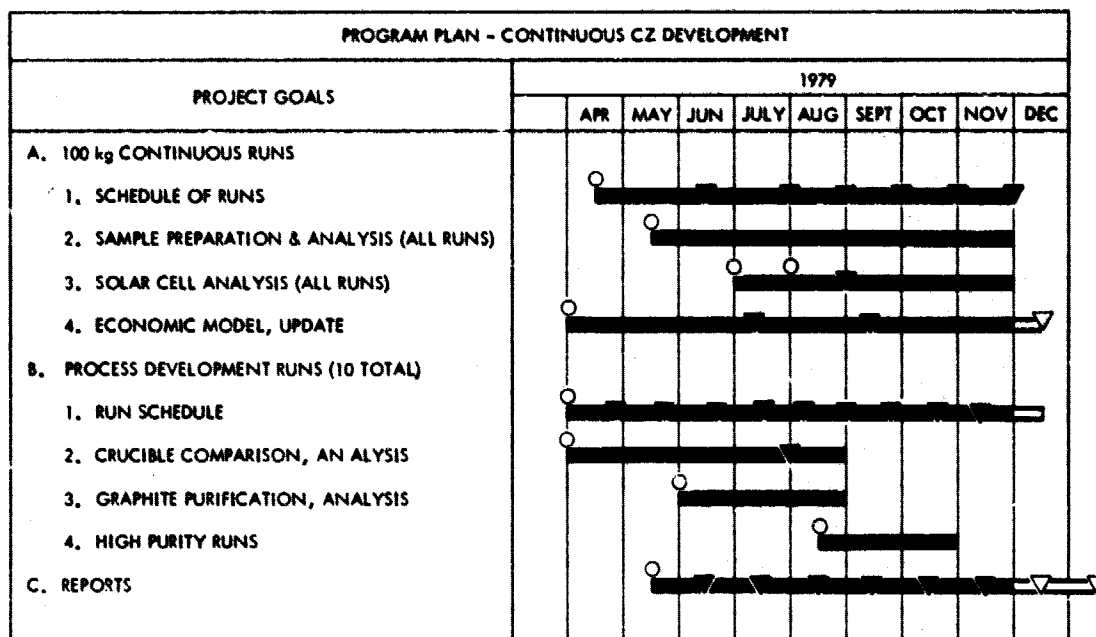 PROGRAM PLAN - CONTINUOUS CZ DEVELOPMENT
PROJECT GOALS
1979
APR MAY JUN JULY AUG SEPT OCT NOV DEC
A. 100 kg CONTINUOUS RUNS
1. SCHEDULE OF RUNS
2. SAMPLE PREPARATION & ANALYSIS (ALL RUNS)
3. SOLAR CELL ANALYSIS (ALL RUNS)
4. ECONOMIC MODEL, UPDATE
B. PROCESS DEVELOPMENT RUNS (10 TOTAL)
1. RUN SCHEDULE
2. CRUCIBLE COMPARISON, AN ALYSIS
3. GRAPHITE PURIFICATION, ANALYSIS
4. HIGH PURITY RUNS
C. REPORTS